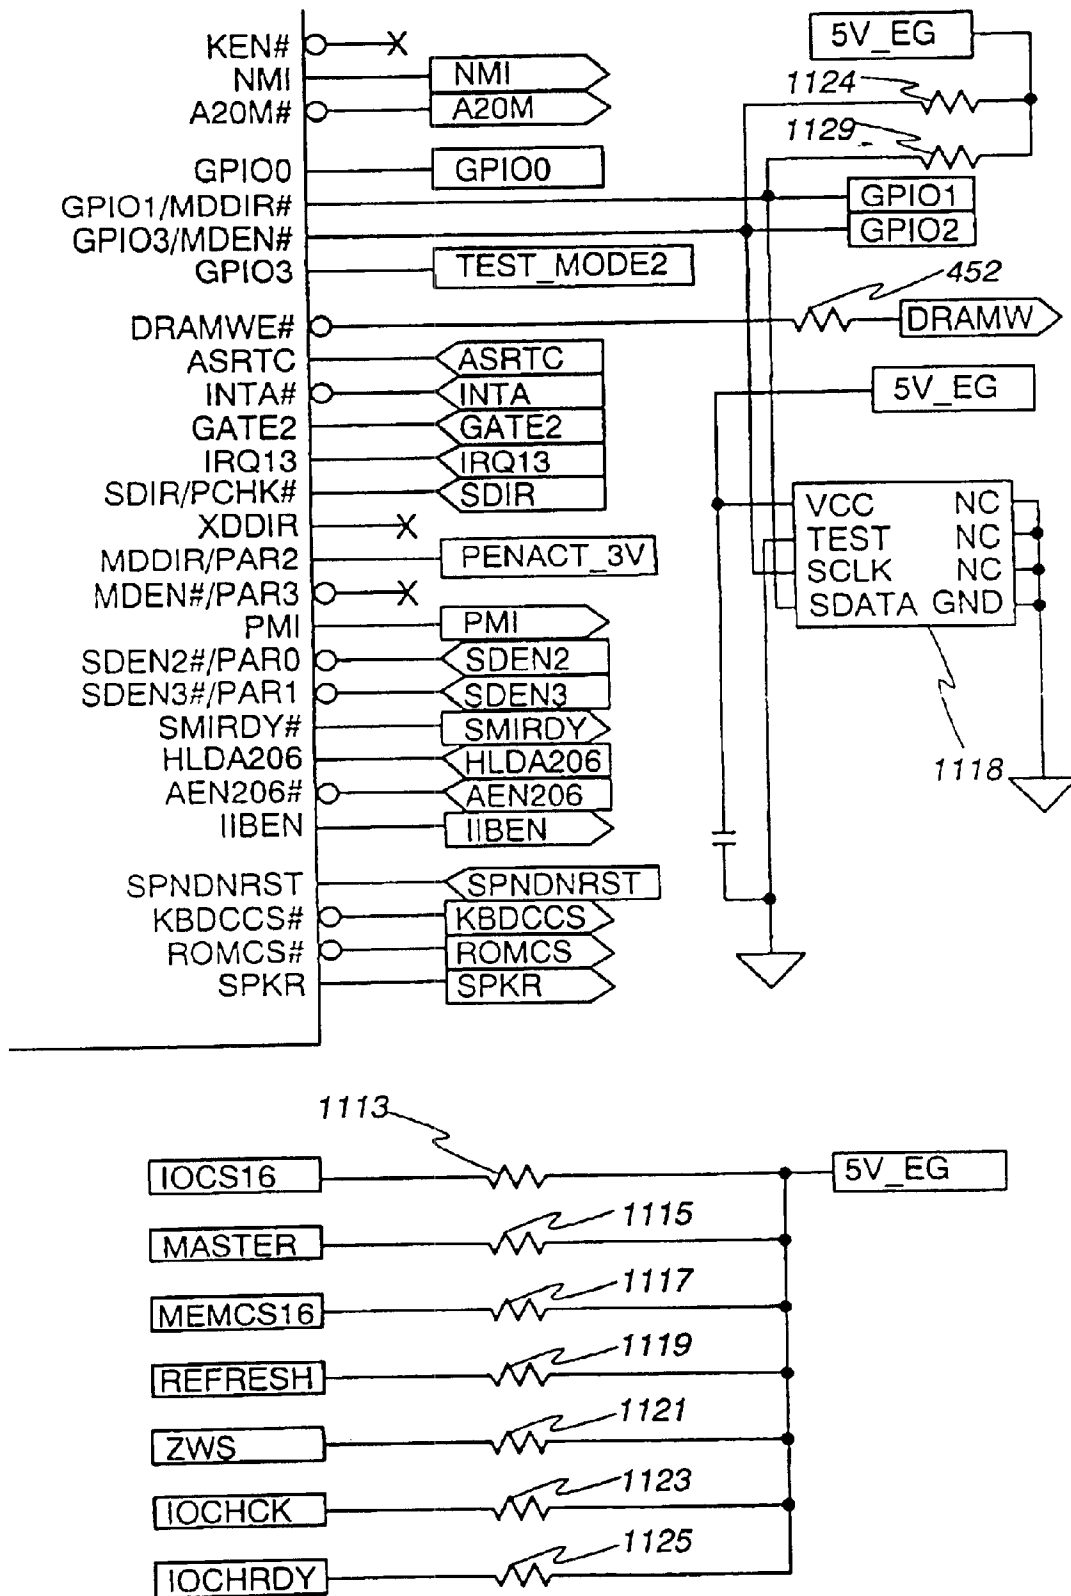 KEN# X
NMI NMI
A20M# A20M
GPIO0 GPIO0
GPIO1/MDDIR#
GPIO3/MDEN#
GPIO3 TEST_MODE2
DRAMWE#
ASRTC ASRTC
INTA# INTA
GATE2 GATE2
IRQ13 IRQ13
SDIR/PCHK# SDIR
XDDIR X
MDDIR/PAR2 PENACT_3V
MDEN#/PAR3 X
PMI PMI
SDEN2#/PAR0 SDEN2
SDEN3#/PAR1 SDEN3
SMIRDY# SMIRDY
HLDA206 HLDA206
AEN206# AEN206
IIBEN IIBEN
SPNDNRST SPNDNRST
KBDCCS# KBDCCS
ROMCS# ROMCS
SPKR SPKR
5V_EG
1124
1129
GPIO1
GPIO2
452
DRAMW
5V_EG
VCC NC
TEST NC
SCLK NC
SDATA GND
1118
1113
IOCS16 5V_EG
1115
MASTER
1117
MEMCS16
1119
REFRESH
1121
ZWS
1123
IOCHCK
1125
IOCHRDY